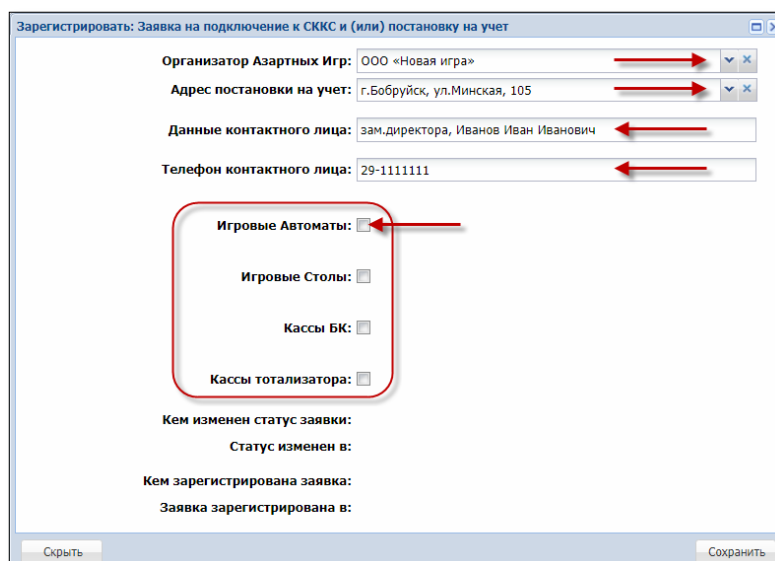 Зарегистрировать: Заявка на подключение к СККС и (или) постановку на учет
Организатор Азартных Игр: ООО «Новая игра»
Адрес постановки на учет: г.Бобруйск, ул.Минская, 105
Данные контактного лица: зам.директора, Иванов Иван Иванович
Телефон контактного лица: 29-1111111
Игровые Автоматы:
Игровые Столы:
Кассы БК:
Кассы тотализатора:
Кем изменен статус заявки:
Статус изменен в:
Кем зарегистрирована заявка:
Заявка зарегистрирована в:
Скрыть Сохранить